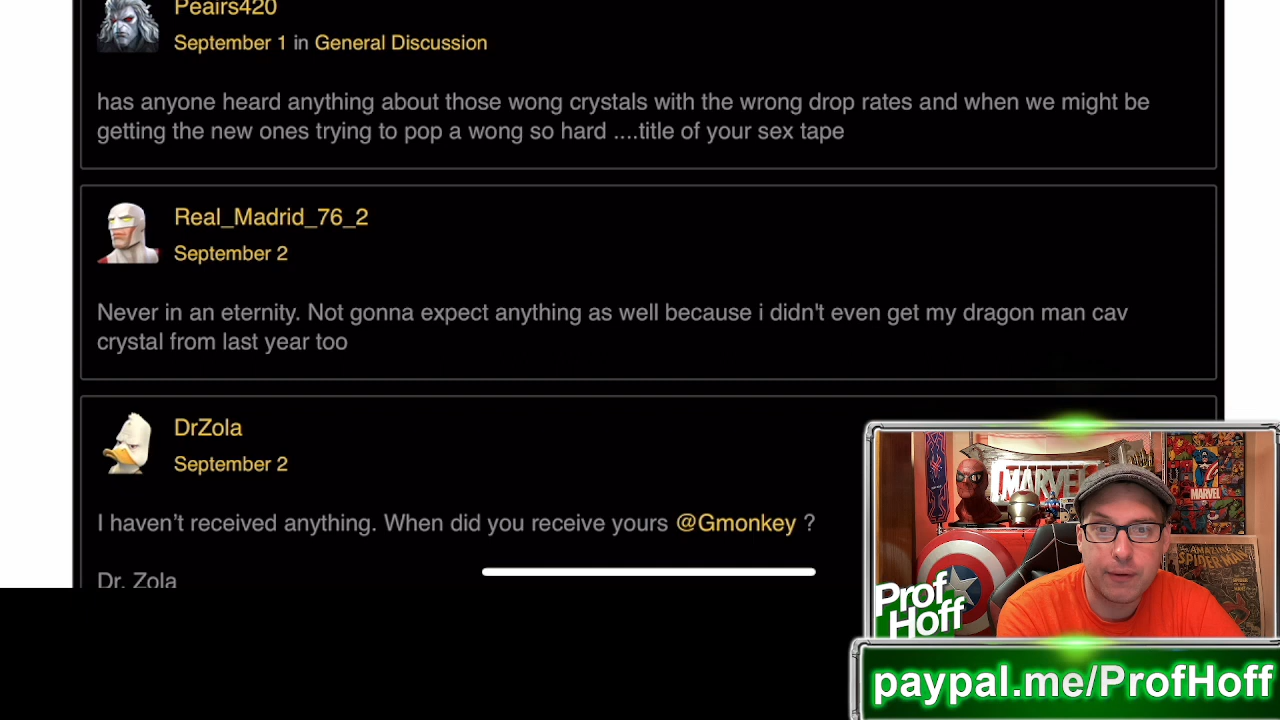 Peairs420
September 1 in General Discussion
has anyone heard anything about those wong crystals with the wrong drop rates and when we might be
getting the new ones trying to pop a wong so hard ....title of your sex tape
Real_Madrid_76_2
September 2
Never in an eternity. Not gonna expect anything as well because i didn't even get my dragon man cav
crystal from last year too
DrZola
September 2
I haven't received anything. When did you receive yours @Gmonkey ?
Dr. Zola
MARVEL
MARVEL
AMAZING
SPIDER-MAN
Prof
Hoff
paypal.me/ProfHoff